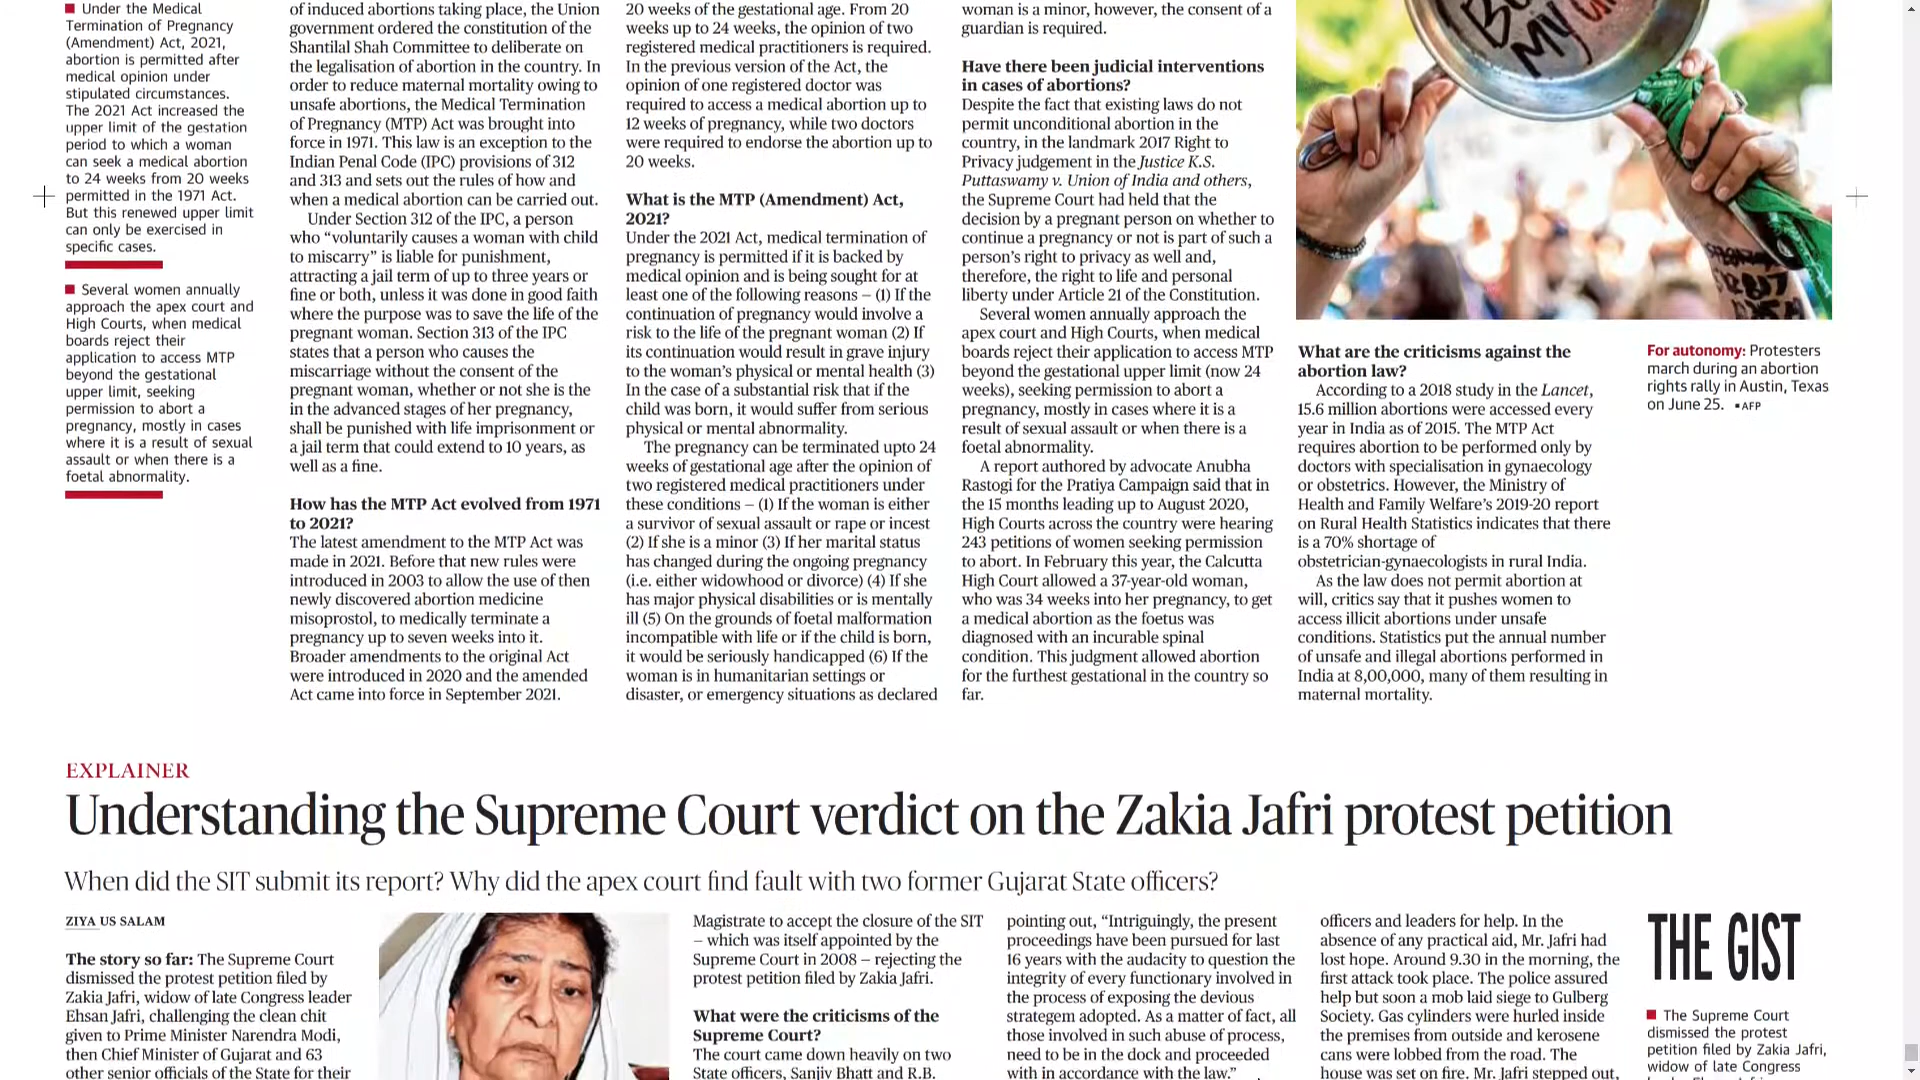 Under the Medical
Termination of Pregnancy
(Amendment) Act, 2021,
abortion is permitted after
medical opinion under
stipulated circumstances.
The 2021 Act increased the
upper limit of the gestation
period to which a woman
can seek a medical abortion
to 24 weeks from 20 weeks
permitted in the 1971 Act.
But this renewed upper limit
can only be exercised in
specific cases.
Several women annually
approach the apex court and
High Courts, when medical
boards reject their
application to access MTP
beyond the gestational
upper limit, seeking
permission to abort a
pregnancy, mostly in cases
where it is a result of sexual
assault or when there is a
foetal abnormality.
of induced abortions taking place, the Union
government ordered the constitution of the
Shantilal Shah Committee to deliberate on
the legalisation of abortion in the country. In
order to reduce maternal mortality owing to
unsafe abortions, the Medical Termination
of Pregnancy (MTP) Act was brought into
force in 1971. This law is an exception to the
Indian Penal Code (IPC) provisions of 312
and 313 and sets out the rules of how and
when a medical abortion can be carried out.
Under Section 312 of the IPC, a person
who “voluntarily causes a woman with child
to miscarry” is liable for punishment,
attracting a jail term of up to three years or
fine or both, unless it was done in good faith
where the purpose was to save the life of the
pregnant woman. Section 313 of the IPC
states that a person who causes the
miscarriage without the consent of the
pregnant woman, whether or not she is the
in the advanced stages of her pregnancy,
shall be punished with life imprisonment or
a jail term that could extend to 10 years, as
well as a fine.
How has the MTP Act evolved from 1971
to 2021?
The latest amendment to the MTP Act was
made in 2021. Before that new rules were
introduced in 2003 to allow the use of then
newly discovered abortion medicine
misoprostol, to medically terminate a
pregnancy up to seven weeks into it.
Broader amendments to the original Act
were introduced in 2020 and the amended
Act came into force in September 2021.
20 weeks of the gestational age. From 20
weeks up to 24 weeks, the opinion of two
registered medical practitioners is required.
In the previous version of the Act, the
opinion of one registered doctor was
required to access a medical abortion up to
12 weeks of pregnancy, while two doctors
were required to endorse the abortion up to
20 weeks.
What is the MTP (Amendment) Act,
2021?
Under the 2021 Act, medical termination of
pregnancy is permitted if it is backed by
medical opinion and is being sought for at
least one of the following reasons – (1) If the
continuation of pregnancy would involve a
risk to the life of the pregnant woman (2) If
its continuation would result in grave injury
to the woman’s physical or mental health (3)
In the case of a substantial risk that if the
child was born, it would suffer from serious
physical or mental abnormality.
The pregnancy can be terminated upto 24
weeks of gestational age after the opinion of
two registered medical practitioners under
these conditions – (1) If the woman is either
a survivor of sexual assault or rape or incest
(2) If she is a minor (3) If her marital status
has changed during the ongoing pregnancy
(i.e. either widowhood or divorce) (4) If she
has major physical disabilities or is mentally
ill (5) On the grounds of foetal malformation
incompatible with life or if the child is born,
it would be seriously handicapped (6) If the
woman is in humanitarian settings or
disaster, or emergency situations as declared
woman is a minor, however, the consent of a
guardian is required.
Have there been judicial interventions
in cases of abortions?
Despite the fact that existing laws do not
permit unconditional abortion in the
country, in the landmark 2017 Right to
Privacy judgement in the Justice K.S.
Puttaswamy v. Union of India and others,
the Supreme Court had held that the
decision by a pregnant person on whether to
continue a pregnancy or not is part of such a
person’s right to privacy as well and,
therefore, the right to life and personal
liberty under Article 21 of the Constitution.
Several women annually approach the
apex court and High Courts, when medical
boards reject their application to access MTP
beyond the gestational upper limit (now 24
weeks), seeking permission to abort a
pregnancy, mostly in cases where it is a
result of sexual assault or when there is a
foetal abnormality.
A report authored by advocate Anubha
Rastogi for the Pratiya Campaign said that in
the 15 months leading up to August 2020,
High Courts across the country were hearing
243 petitions of women seeking permission
to abort. In February this year, the Calcutta
High Court allowed a 37-year-old woman,
who was 34 weeks into her pregnancy, to get
a medical abortion as the foetus was
diagnosed with an incurable spinal
condition. This judgment allowed abortion
for the furthest gestational in the country so
far.
MY
What are the criticisms against the
abortion law?
According to a 2018 study in the Lancet,
15.6 million abortions were accessed every
year in India as of 2015. The MTP Act
requires abortion to be performed only by
doctors with specialisation in gynaecology
or obstetrics. However, the Ministry of
Health and Family Welfare’s 2019-20 report
on Rural Health Statistics indicates that there
is a 70% shortage of
obstetrician-gynaecologists in rural India.
As the law does not permit abortion at
will, critics say that it pushes women to
access illicit abortions under unsafe
conditions. Statistics put the annual number
of unsafe and illegal abortions performed in
India at 8,00,000, many of them resulting in
maternal mortality.
For autonomy: Protesters
march during an abortion
rights rally in Austin, Texas
on June 25. AFP
EXPLAINER
Understanding the Supreme Court verdict on the Zakia Jafri protest petition
When did the SIT submit its report? Why did the apex court find fault with two former Gujarat State officers?
ZIYA US SALAM
The story so far: The Supreme Court
dismissed the protest petition filed by
Zakia Jafri, widow of late Congress leader
Ehsan Jafri, challenging the clean chit
given to Prime Minister Narendra Modi,
then Chief Minister of Gujarat and 63
other senior officials of the State for their
Magistrate to accept the closure of the SIT
– which was itself appointed by the
Supreme Court in 2008 – rejecting the
protest petition filed by Zakia Jafri.
What were the criticisms of the
Supreme Court?
The court came down heavily on two
State officers, Sanjiv Bhatt and R.B.
pointing out, “Intriguingly, the present
proceedings have been pursued for last
16 years with the audacity to question the
integrity of every functionary involved in
the process of exposing the devious
strategem adopted. As a matter of fact, all
those involved in such abuse of process,
need to be in the dock and proceeded
with in accordance with the law.”
officers and leaders for help. In the
absence of any practical aid, Mr. Jafri had
lost hope. Around 9.30 in the morning, the
first attack took place. The police assured
help but soon a mob laid siege to Gulberg
Society. Gas cylinders were hurled inside
the premises from outside and kerosene
cans were lobbed from the road. The
house was set on fire. Mr. Jafri stepped out,
THE GIST
The Supreme Court
dismissed the protest
petition filed by Zakia Jafri,
widow of late Congress